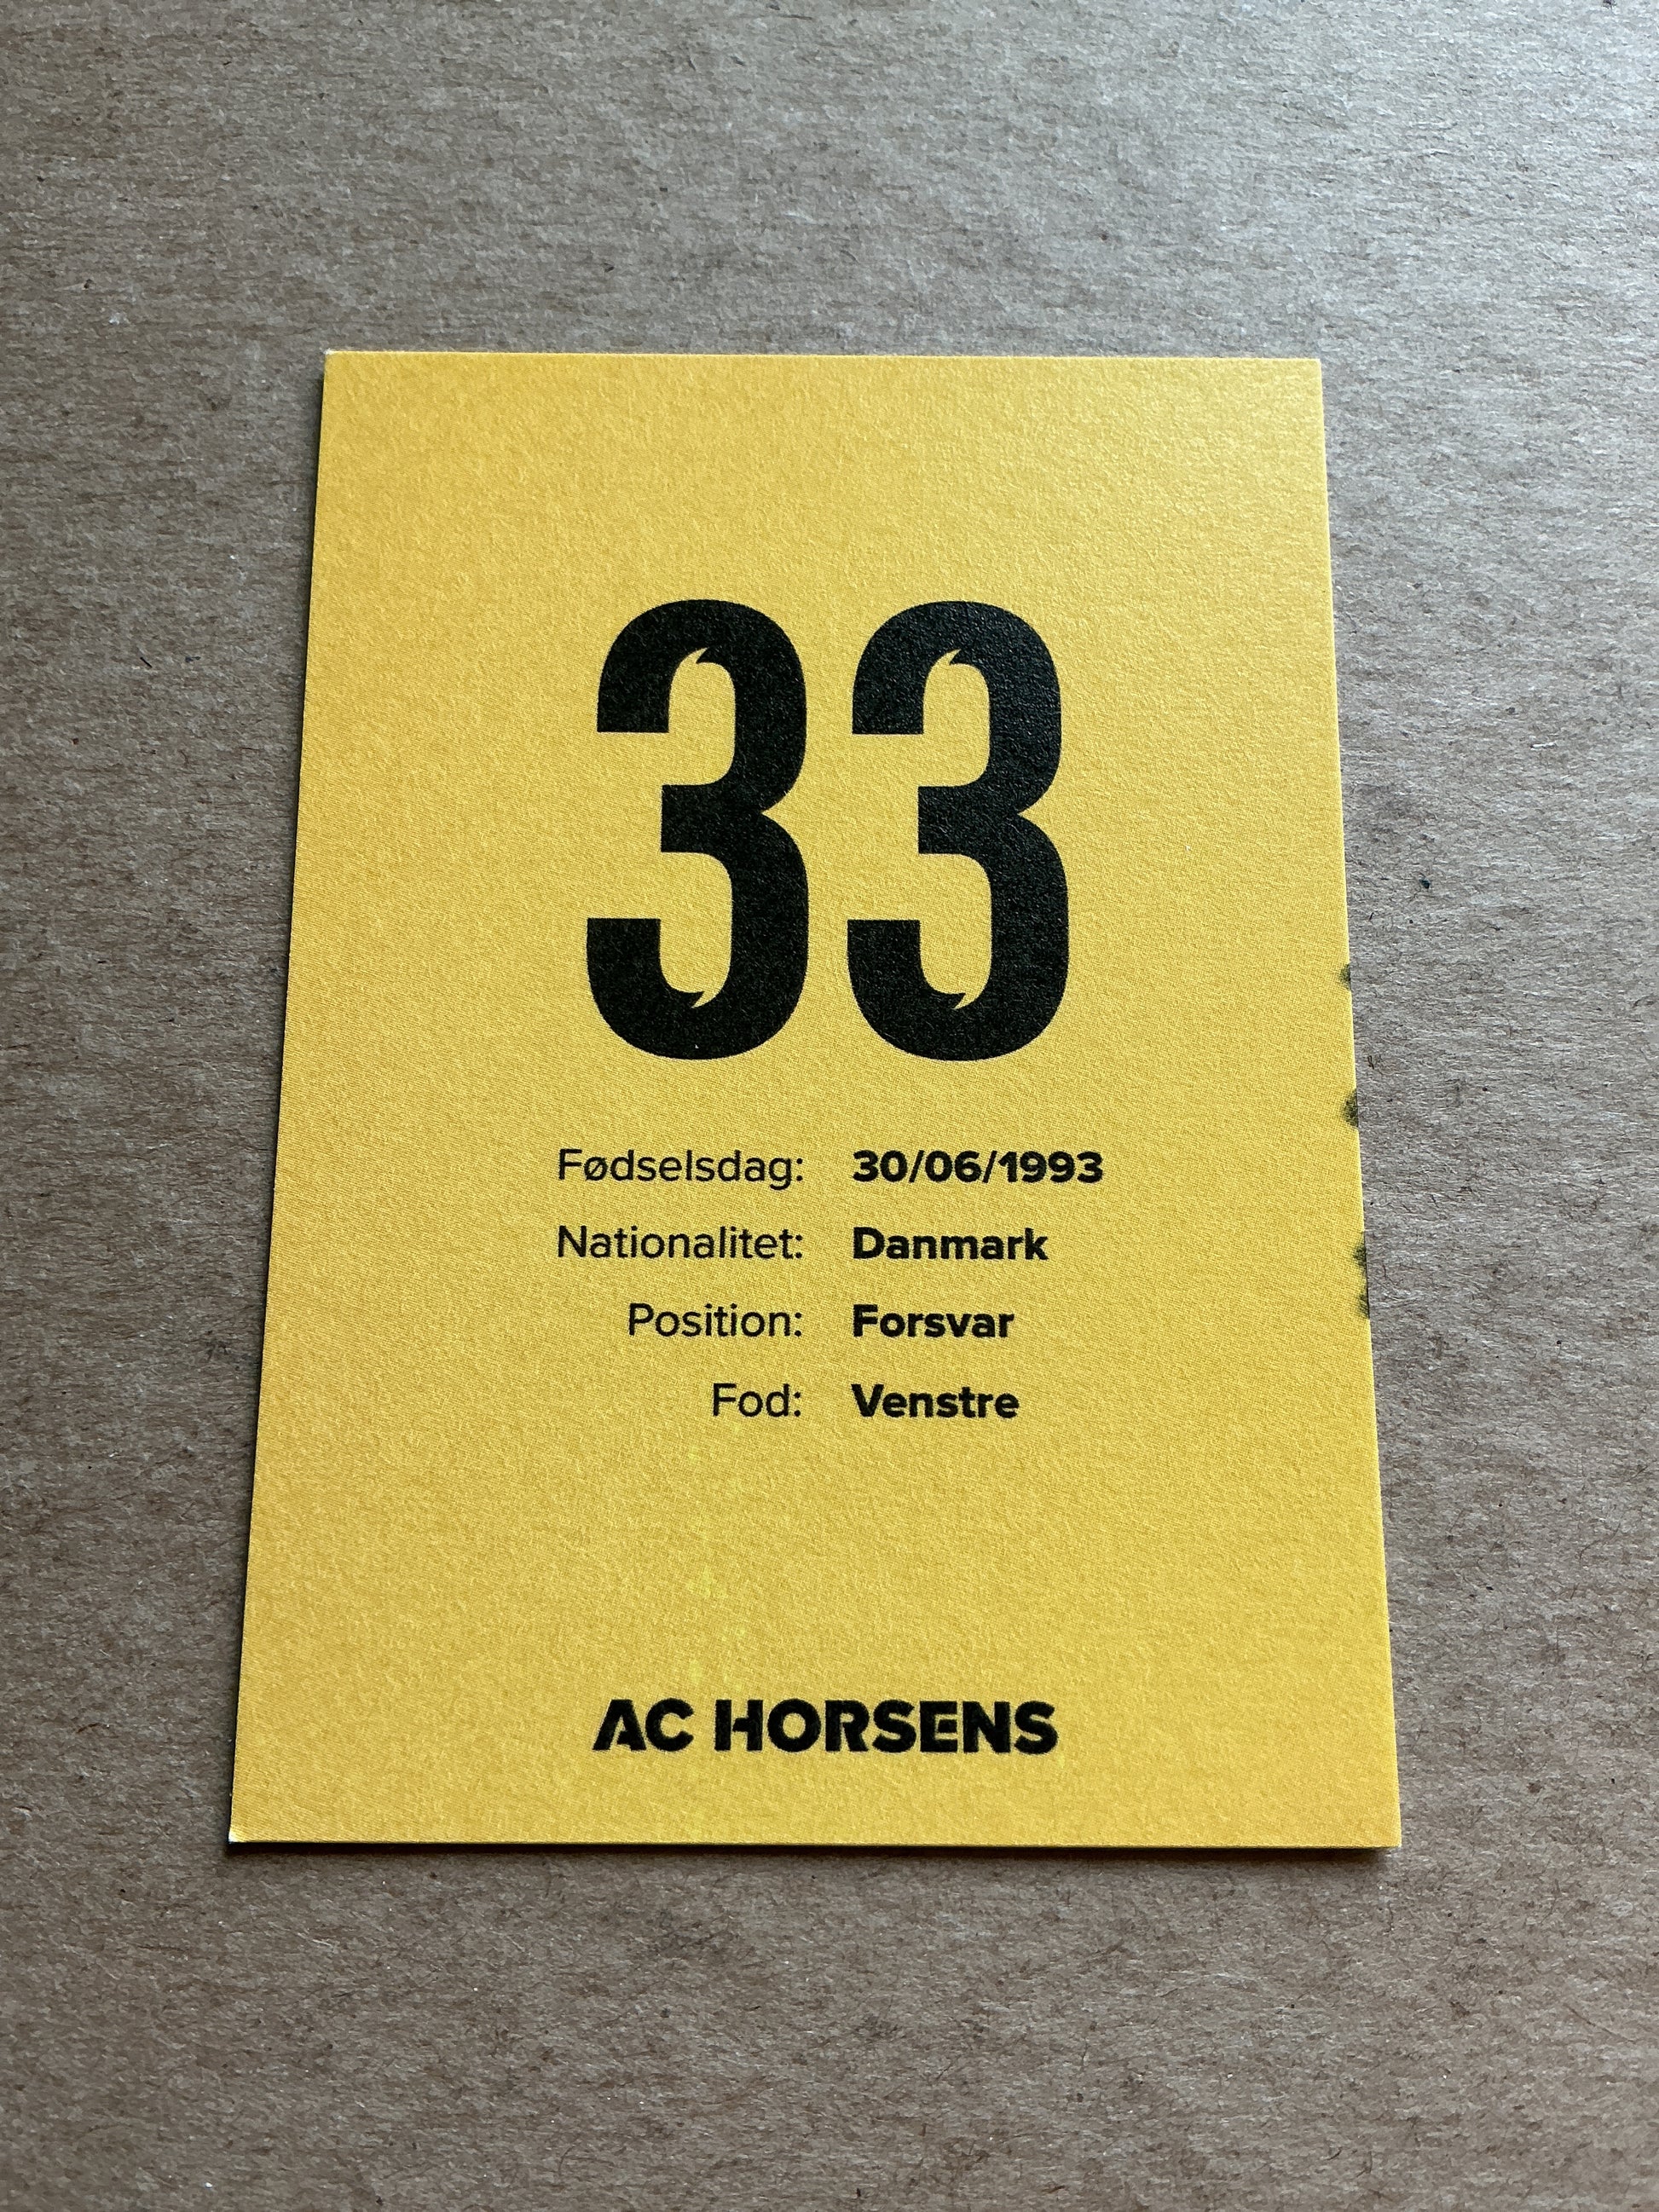 33
Fødselsdag: 30/06/1993
Nationalitet: Danmark
Position: Forsvar
Fod: Venstre
AC HORSENS